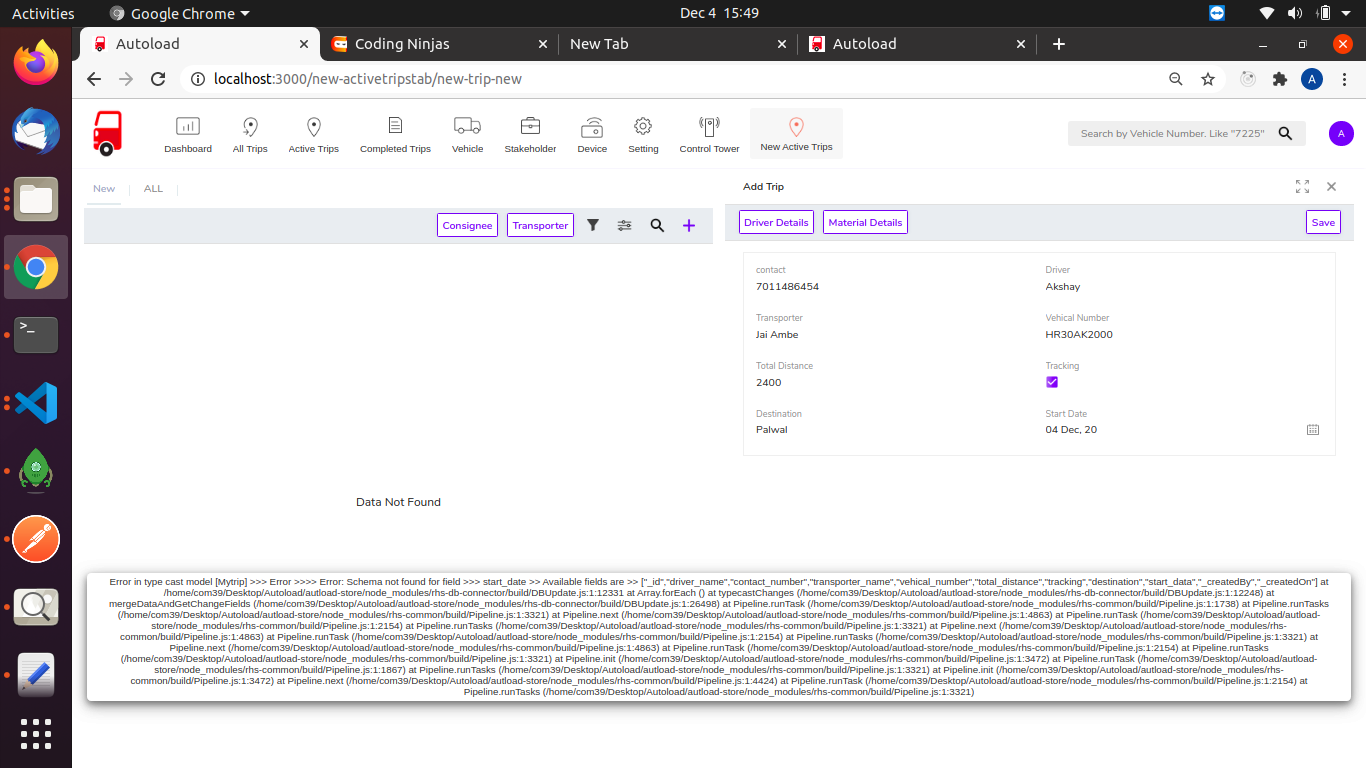 Activities Google Chrome Dec 4 15:49
Autoload Coding Ninjas New Tab Autoload
localhost:3000/new-activetripstab/new-trip-new A
Dashboard All Trips Active Trips Completed Trips Vehicle Stakeholder Device Setting Control Tower New Active Trips Search by Vehicle Number. Like "7225" A
New ALL
Consignee Transporter
Data Not Found
Add Trip
Driver Details Material Details Save
contact Driver
7011486454 Akshay
Transporter Vehical Number
Jai Ambe HR30AK2000
Total Distance Tracking
2400
Destination Start Date
Palwal 04 Dec, 20
Error in type cast model [Mytrip] >>> Error >>>> Error: Schema not found for field >>> start_date >> Available fields are >> ["_id","driver_name","contact_number","transporter_name","vehical_number","total_distance","tracking","destination","start_data","_createdBy","_createdOn"] at
/home/com39/Desktop/Autoload/autload-store/node_modules/rhs-db-connector/build/DBUpdate.js:1:12331 at Array.forEach () at typecastChanges (/home/com39/Desktop/Autoload/autload-store/node_modules/rhs-db-connector/build/DBUpdate.js:1:12248) at
mergeDataAndGetChangeFields (/home/com39/Desktop/Autoload/autload-store/node_modules/rhs-db-connector/build/DBUpdate.js:1:26498) at Pipeline.runTask (/home/com39/Desktop/Autoload/autload-store/node_modules/rhs-common/build/Pipeline.js:1:1738) at Pipeline.runTasks
(/home/com39/Desktop/Autoload/autload-store/node_modules/rhs-common/build/Pipeline.js:1:3321) at Pipeline.next (/home/com39/Desktop/Autoload/autload-store/node_modules/rhs-common/build/Pipeline.js:1:4863) at Pipeline.runTask (/home/com39/Desktop/Autoload/autload-
store/node_modules/rhs-common/build/Pipeline.js:1:2154) at Pipeline.runTasks (/home/com39/Desktop/Autoload/autload-store/node_modules/rhs-common/build/Pipeline.js:1:3321) at Pipeline.next (/home/com39/Desktop/Autoload/autload-store/node_modules/rhs-
common/build/Pipeline.js:1:4863) at Pipeline.runTask (/home/com39/Desktop/Autoload/autload-store/node_modules/rhs-common/build/Pipeline.js:1:2154) at Pipeline.runTasks (/home/com39/Desktop/Autoload/autload-store/node_modules/rhs-common/build/Pipeline.js:1:3321) at
Pipeline.next (/home/com39/Desktop/Autoload/autload-store/node_modules/rhs-common/build/Pipeline.js:1:4863) at Pipeline.runTask (/home/com39/Desktop/Autoload/autload-store/node_modules/rhs-common/build/Pipeline.js:1:2154) at Pipeline.runTasks
(/home/com39/Desktop/Autoload/autload-store/node_modules/rhs-common/build/Pipeline.js:1:3321) at Pipeline.init (/home/com39/Desktop/Autoload/autload-store/node_modules/rhs-common/build/Pipeline.js:1:3472) at Pipeline.runTask (/home/com39/Desktop/Autoload/autload-
store/node_modules/rhs-common/build/Pipeline.js:1:1867) at Pipeline.runTasks (/home/com39/Desktop/Autoload/autload-store/node_modules/rhs-common/build/Pipeline.js:1:3321) at Pipeline.init (/home/com39/Desktop/Autoload/autload-store/node_modules/rhs-
common/build/Pipeline.js:1:3472) at Pipeline.next (/home/com39/Desktop/Autoload/autload-store/node_modules/rhs-common/build/Pipeline.js:1:4424) at Pipeline.runTask (/home/com39/Desktop/Autoload/autload-store/node_modules/rhs-common/build/Pipeline.js:1:2154) at
Pipeline.runTasks (/home/com39/Desktop/Autoload/autload-store/node_modules/rhs-common/build/Pipeline.js:1:3321)